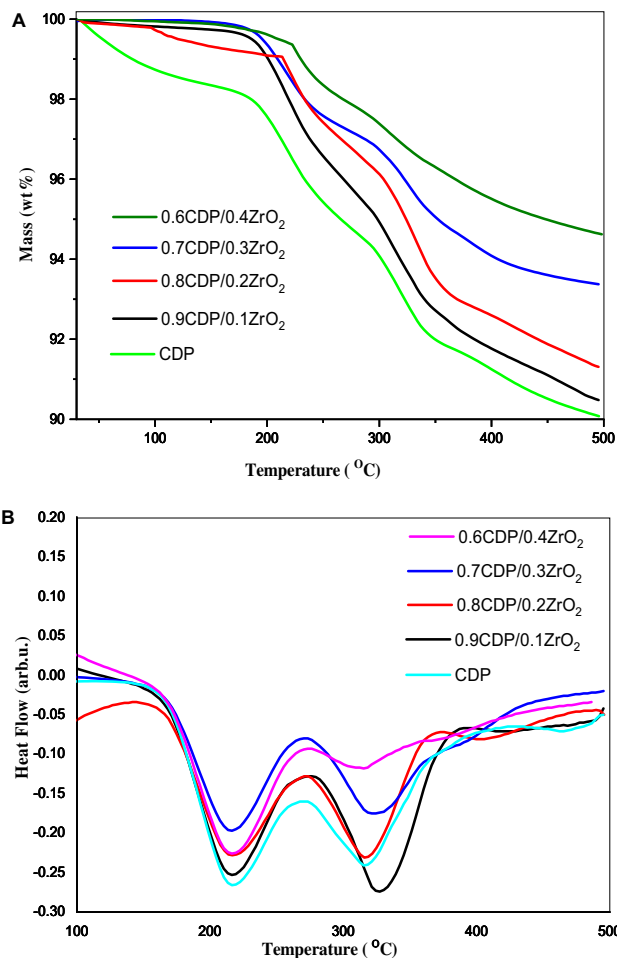 A
100
98
96
94
92
90
Mass (wt%)
0.6CDP/0.4ZrO₂
0.7CDP/0.3ZrO₂
0.8CDP/0.2ZrO₂
0.9CDP/0.1ZrO₂
CDP
100 200 300 400 500
Temperature ( ᴼC)
B
0.20
0.15
0.10
0.05
0.00
-0.05
-0.10
-0.15
-0.20
-0.25
-0.30
Heat Flow (arb.u.)
0.6CDP/0.4ZrO₂
0.7CDP/0.3ZrO₂
0.8CDP/0.2ZrO₂
0.9CDP/0.1ZrO₂
CDP
100 200 300 400 500
Temperature ( ᴼC)